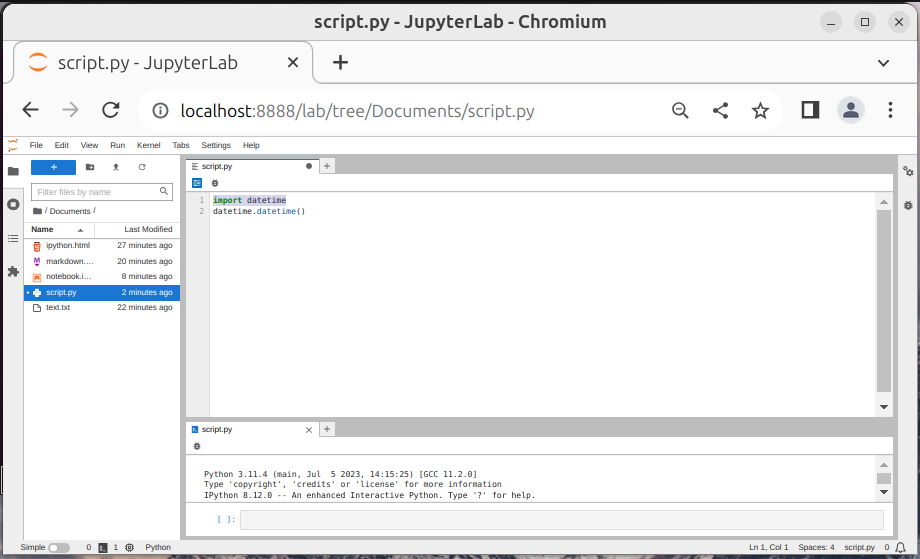 script.py - JupyterLab - Chromium
script.py - JupyterLab
localhost:8888/lab/tree/Documents/script.py
File Edit View Run Kernel Tabs Settings Help
+
Filter files by name
/ Documents /
Name Last Modified
ipython.html 27 minutes ago
markdown.... 20 minutes ago
notebook.i... 8 minutes ago
script.py 2 minutes ago
text.txt 22 minutes ago
script.py
1 import datetime
2 datetime.datetime()
script.py
Python 3.11.4 (main, Jul  5 2023, 14:15:25) [GCC 11.2.0]
Type 'copyright', 'credits' or 'license' for more information
IPython 8.12.0 -- An enhanced Interactive Python. Type '?' for help.
[ ]:
Simple 0 1 Python Ln 1, Col 1 Spaces: 4 script.py 0